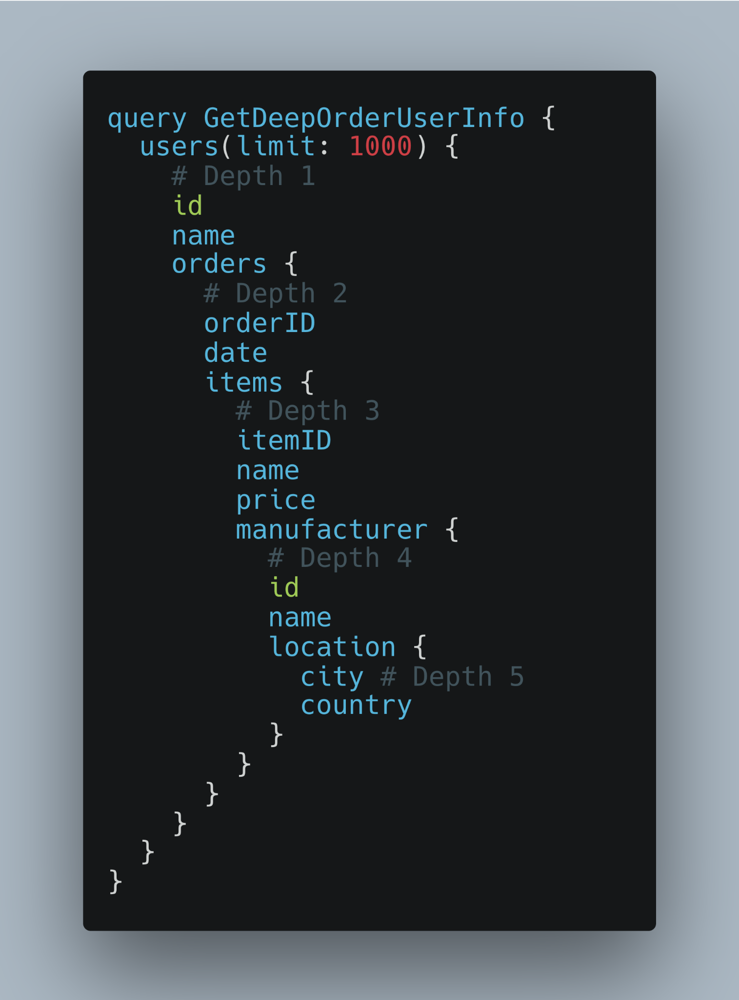 query GetDeepOrderUserInfo {
  users(limit: 1000) {
    # Depth 1
    id
    name
    orders {
      # Depth 2
      orderID
      date
      items {
        # Depth 3
        itemID
        name
        price
        manufacturer {
          # Depth 4
          id
          name
          location {
            city # Depth 5
            country
          }
        }
      }
    }
  }
}